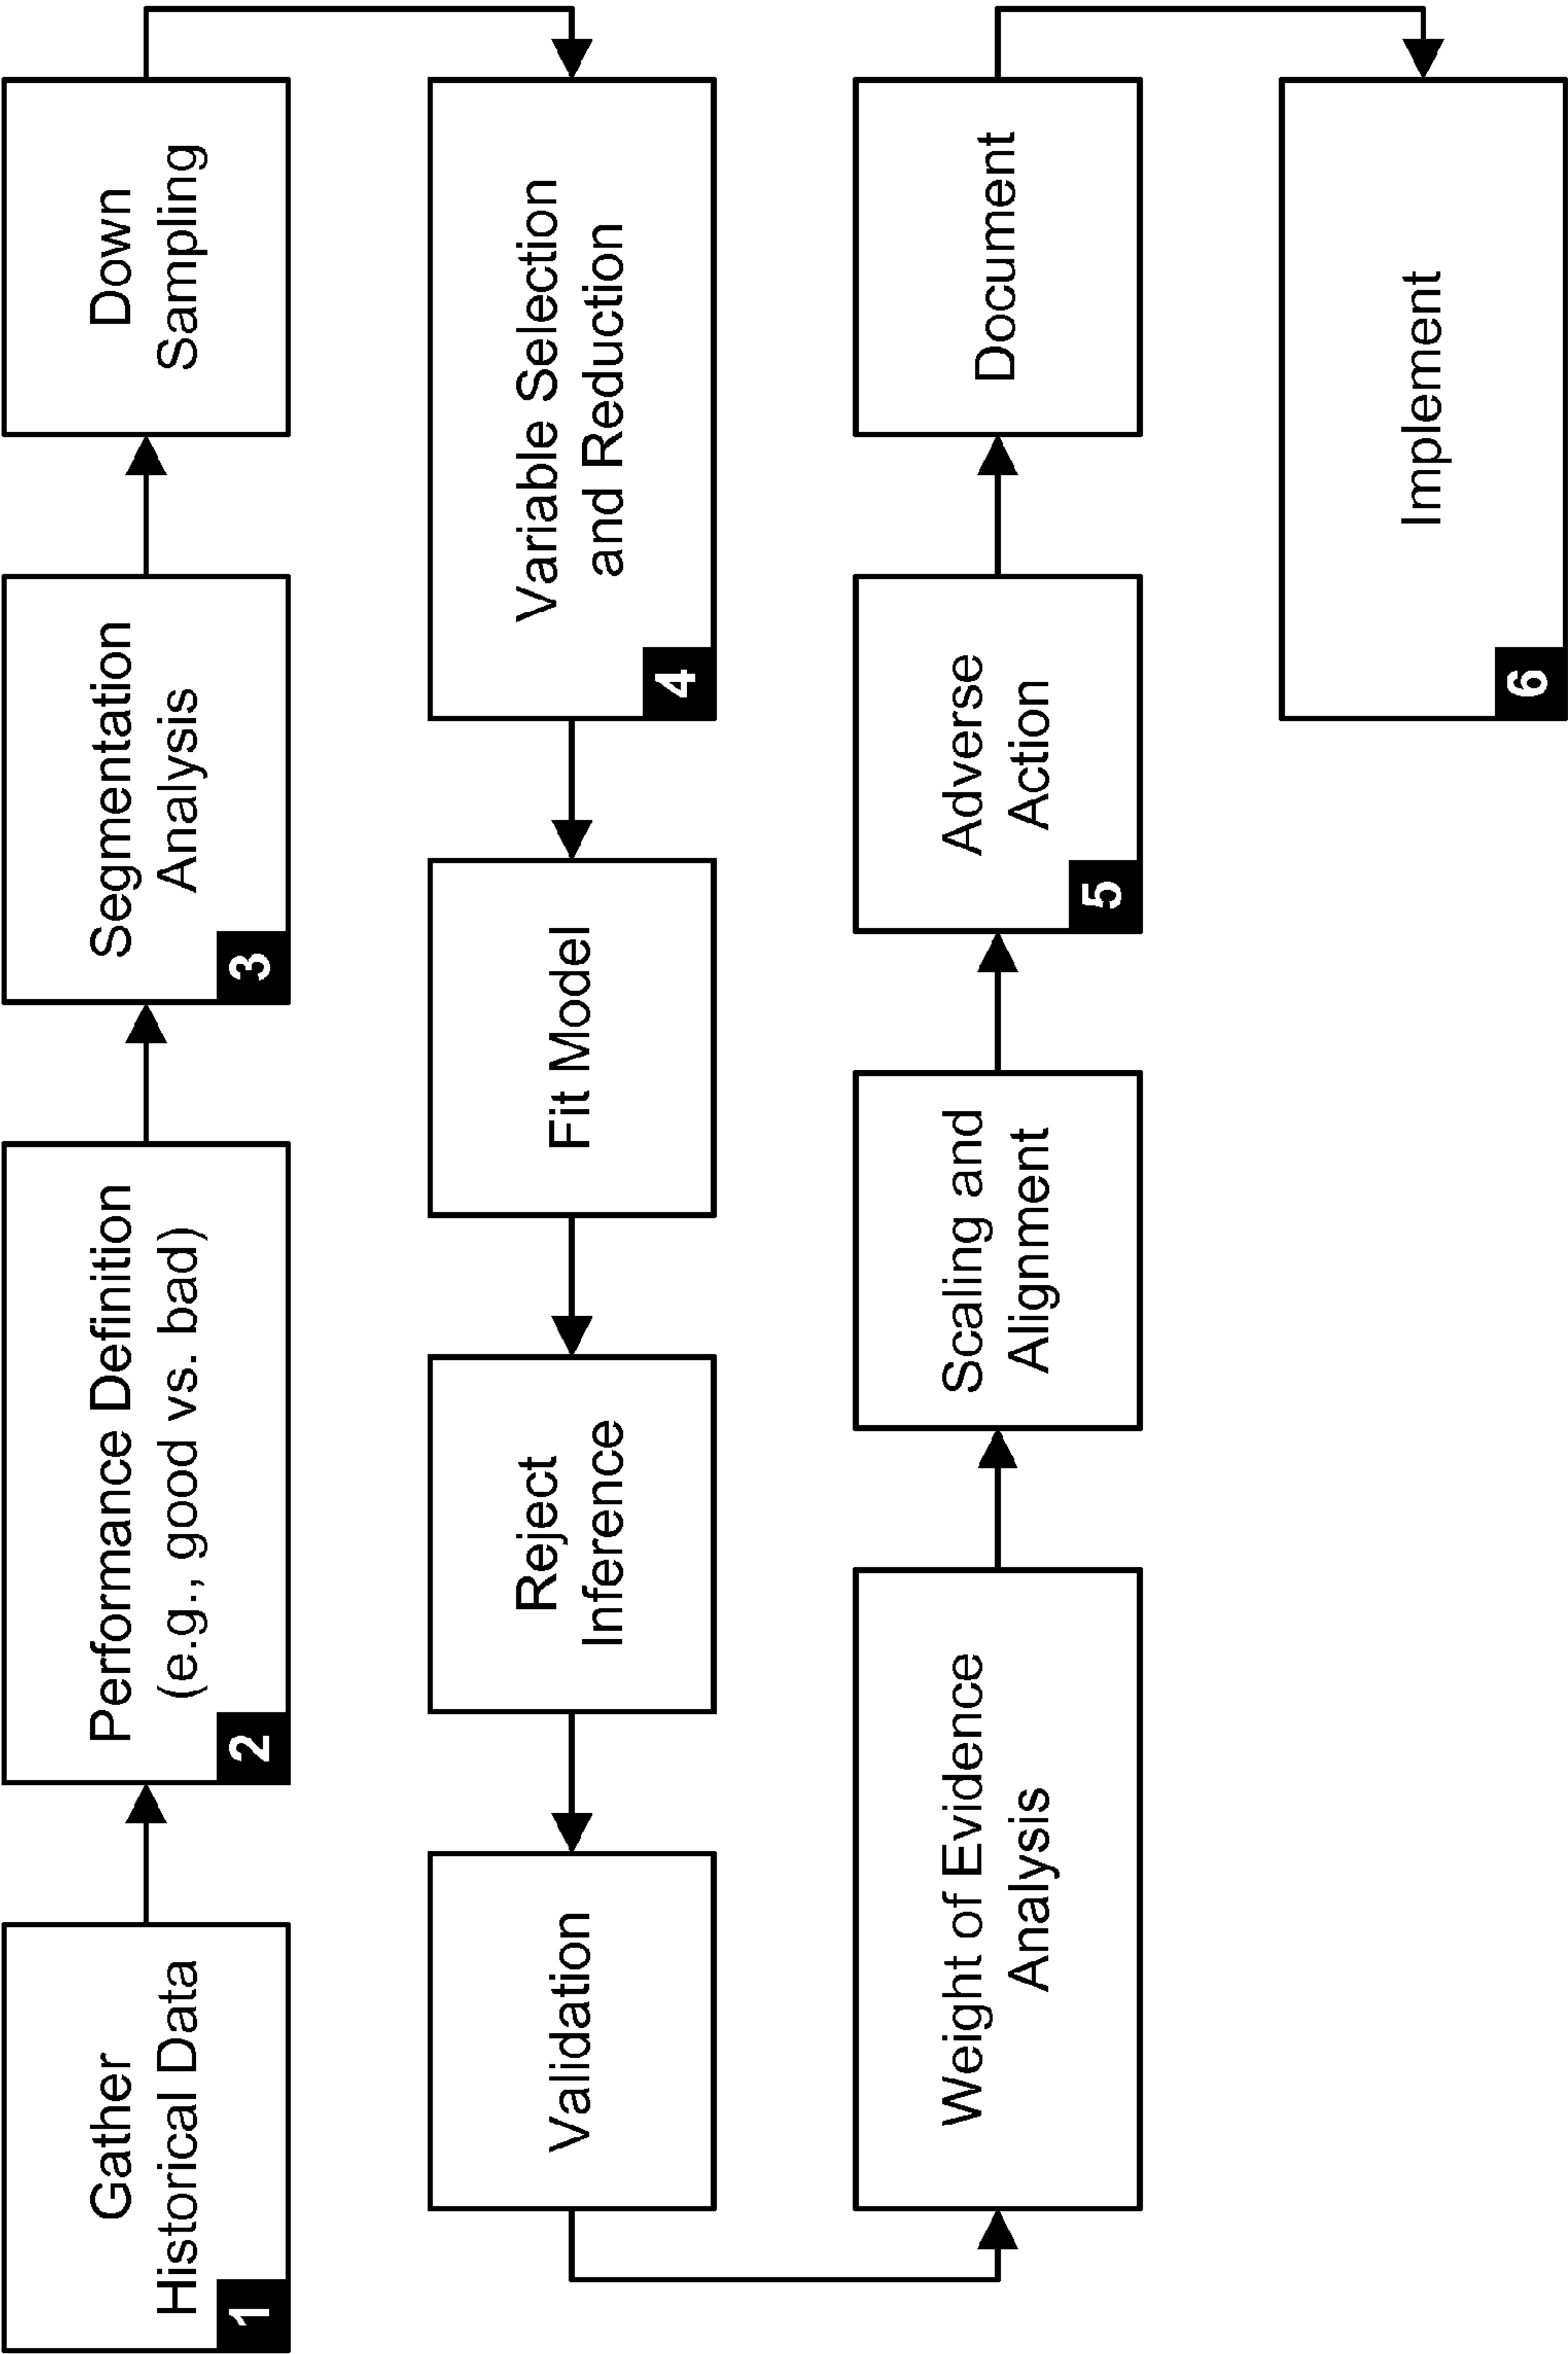 Gather
Historical Data
1
Performance Definition
(e.g., good vs. bad)
2
Segmentation
Analysis
3
Down
Sampling
Variable Selection
and Reduction
4
Fit Model
Reject
Inference
Validation
Weight of Evidence
Analysis
Scaling and
Alignment
Adverse
Action
5
Document
Implement
6